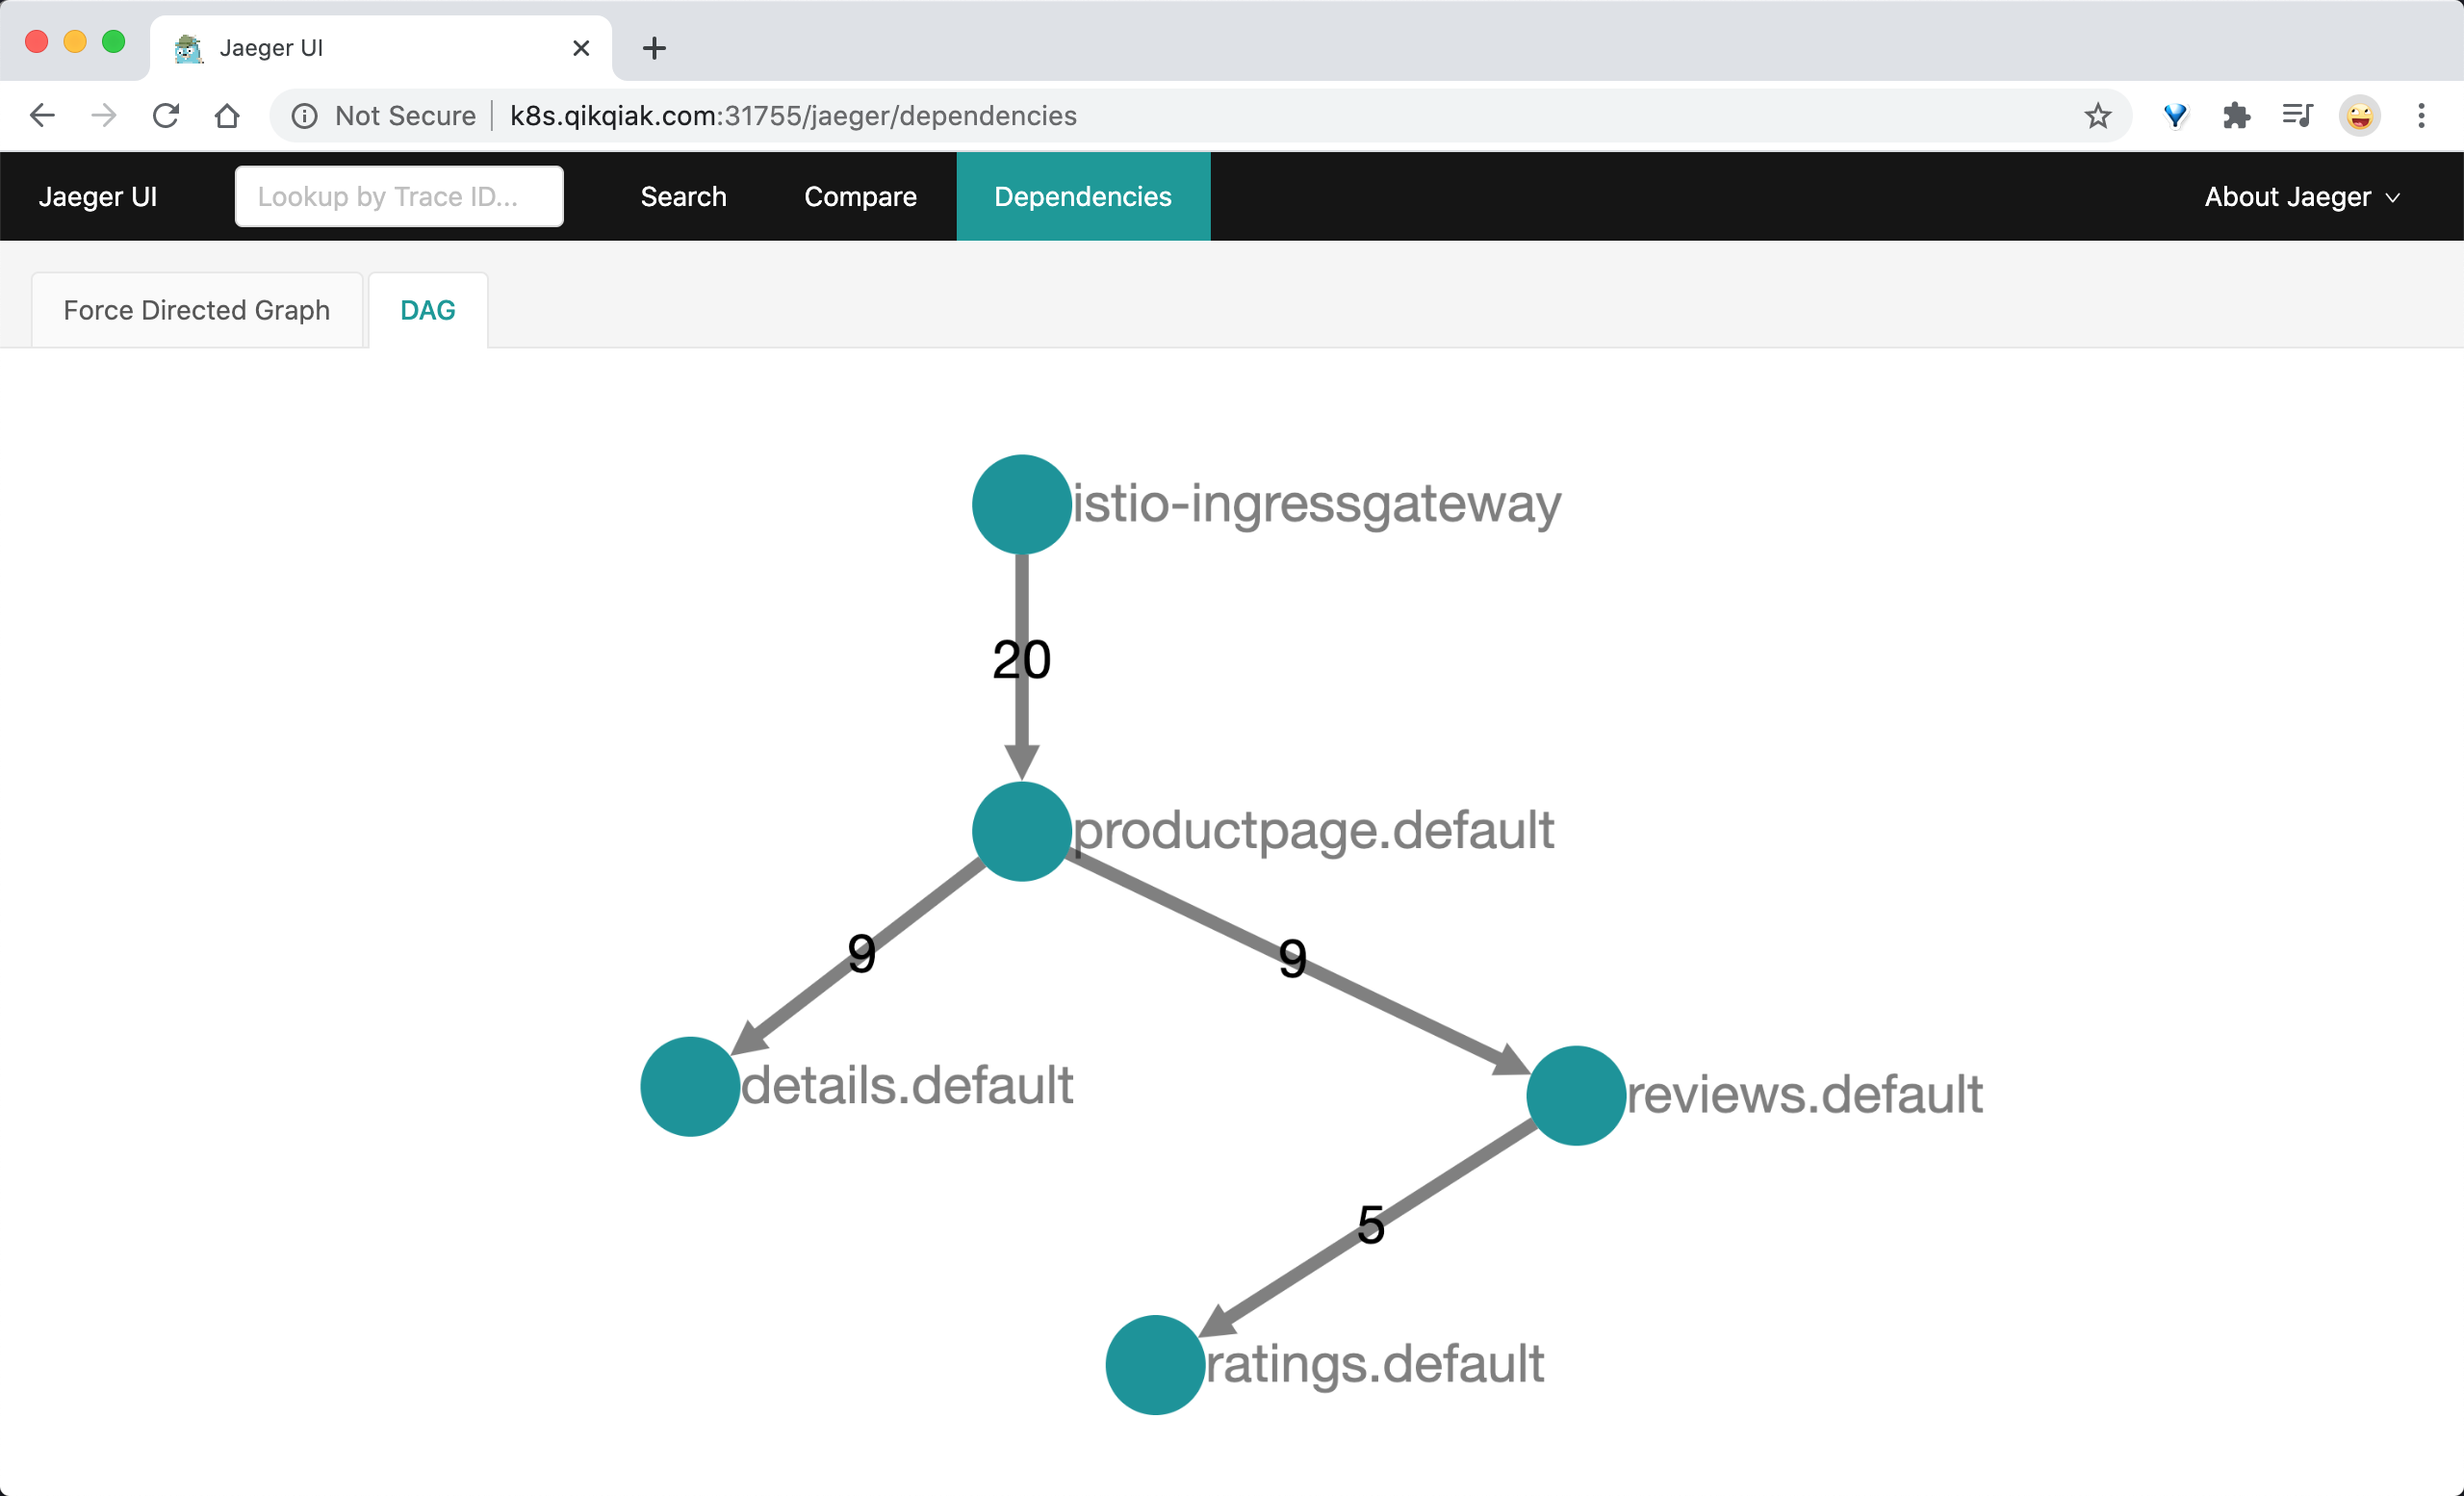 Jaeger UI
Not Secure k8s.qikqiak.com:31755/jaeger/dependencies
Jaeger UI Lookup by Trace ID... Search Compare Dependencies About Jaeger
Force Directed Graph DAG
istio-ingressgateway
20
productpage.default
9 9
details.default reviews.default
5
ratings.default